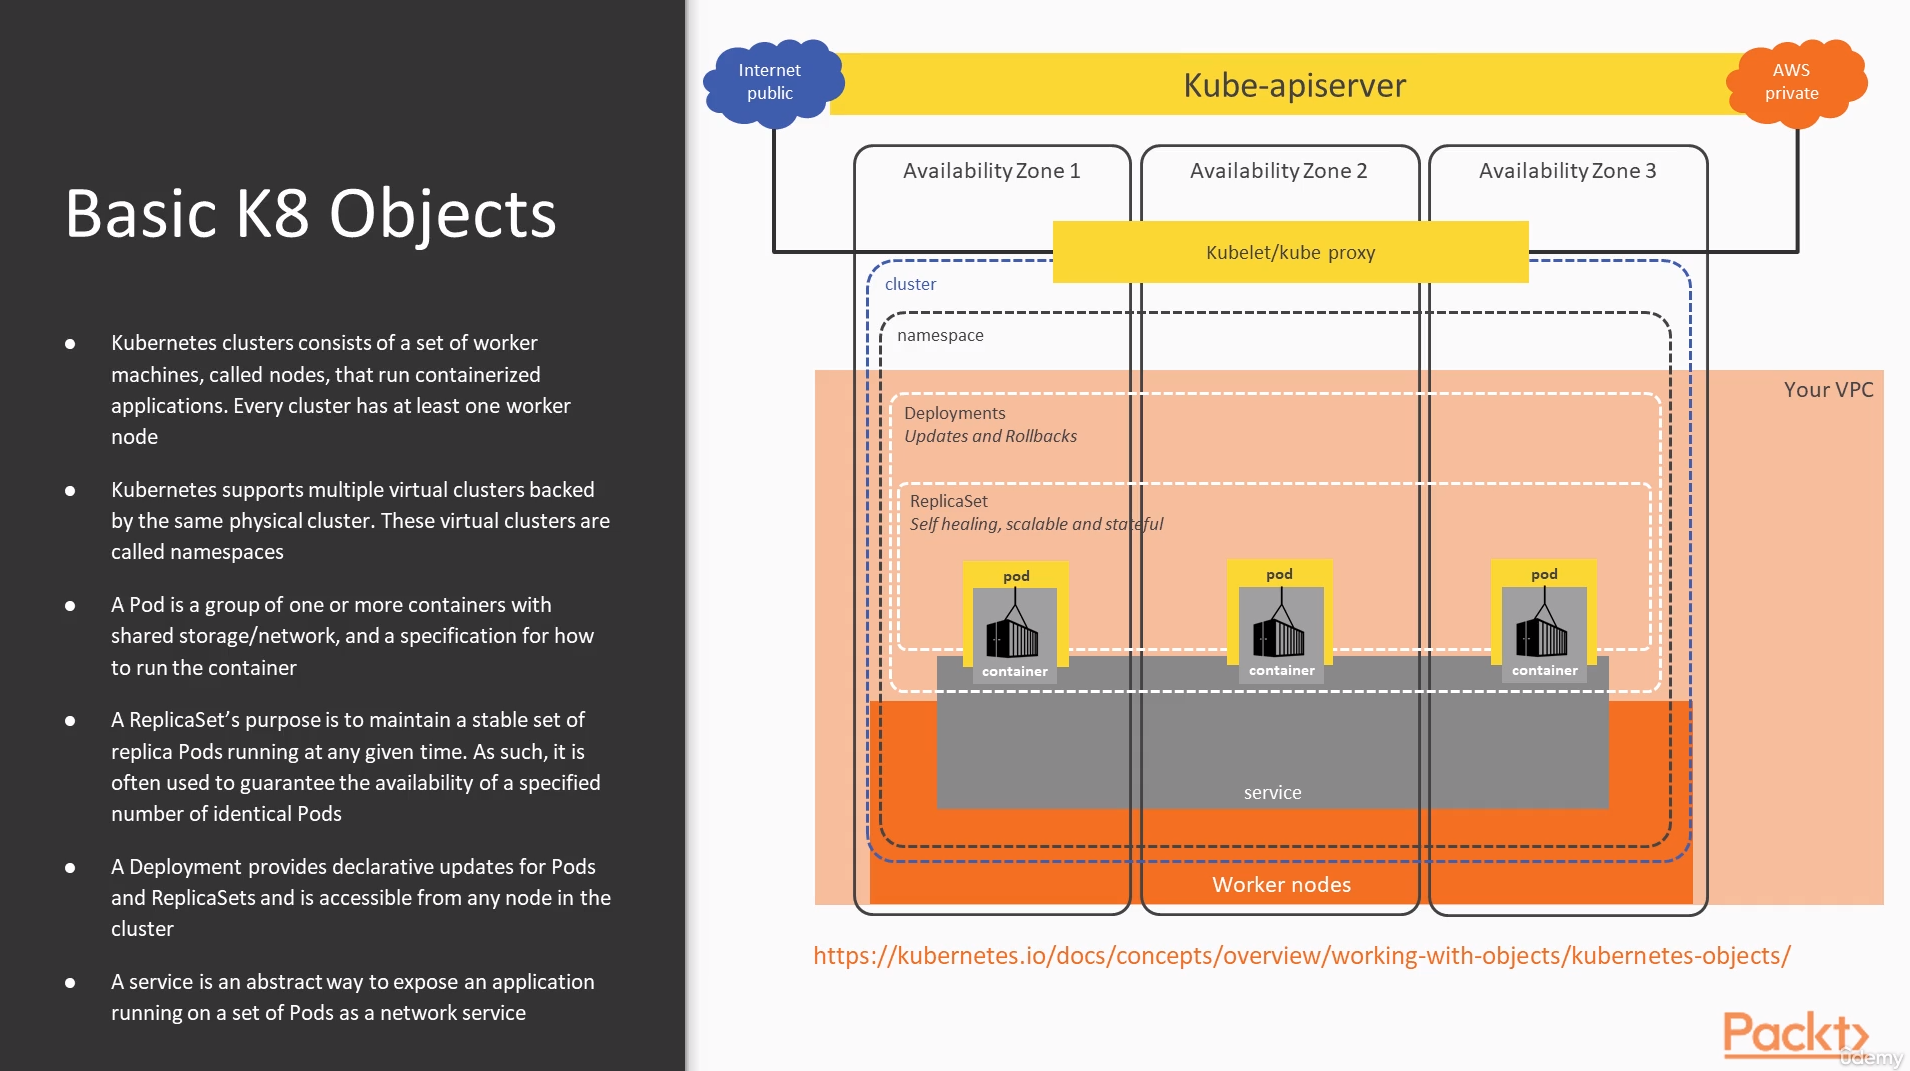 Basic K8 Objects
● Kubernetes clusters consists of a set of worker
machines, called nodes, that run containerized
applications. Every cluster has at least one worker
node
● Kubernetes supports multiple virtual clusters backed
by the same physical cluster. These virtual clusters are
called namespaces
● A Pod is a group of one or more containers with
shared storage/network, and a specification for how
to run the container
● A ReplicaSet’s purpose is to maintain a stable set of
replica Pods running at any given time. As such, it is
often used to guarantee the availability of a specified
number of identical Pods
● A Deployment provides declarative updates for Pods
and ReplicaSets and is accessible from any node in the
cluster
● A service is an abstract way to expose an application
running on a set of Pods as a network service
Internet
public
Kube-apiserver
AWS
private
Availability Zone 1
Availability Zone 2
Availability Zone 3
Kubelet/kube proxy
cluster
namespace
Your VPC
Deployments
Updates and Rollbacks
ReplicaSet
Self healing, scalable and stateful
pod
container
pod
container
pod
container
service
Worker nodes
https://kubernetes.io/docs/concepts/overview/working-with-objects/kubernetes-objects/
Packt>
ûdemy